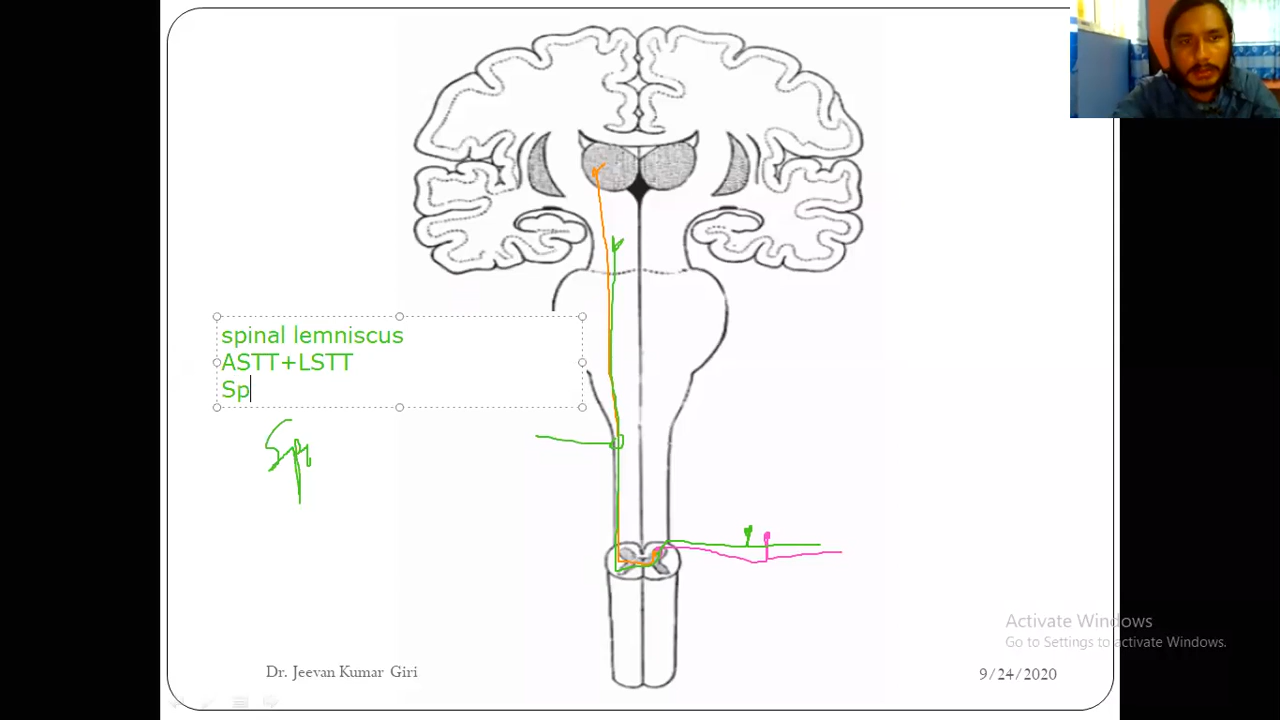 spinal lemniscus
ASTT+LSTT
Sp
Sp
Activate Windows
Go to Settings to activate Windows.
Dr. Jeevan Kumar Giri
9/24/2020